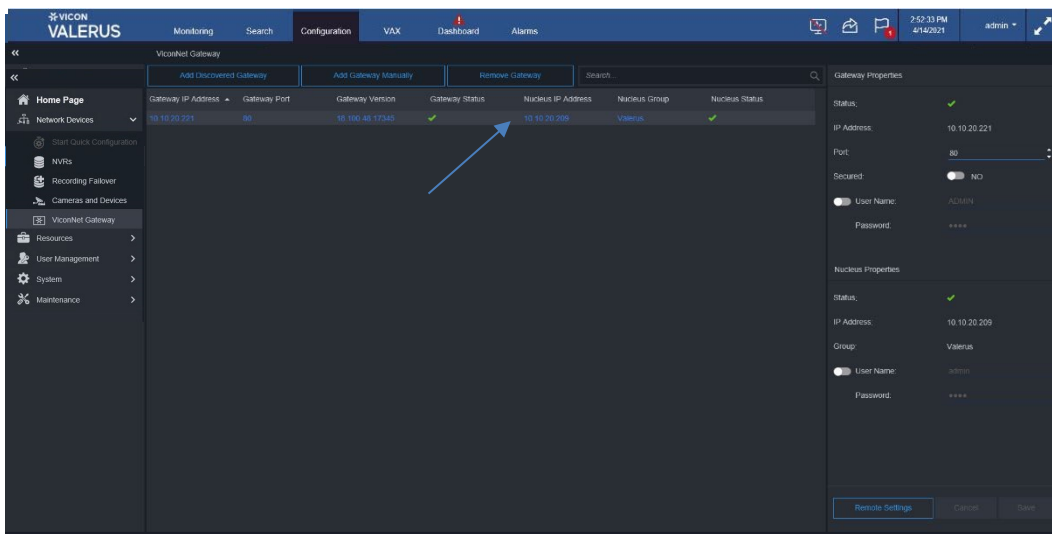 VICON
VALERUS
Monitoring Search Configuration VAX Dashboard Alarms
2:52:33 PM
4/14/2021
admin
ViconNet Gateway
Add Discovered Gateway Add Gateway Manually Remove Gateway Search...
Gateway IP Address Gateway Port Gateway Version Gateway Status Nucleus IP Address Nucleus Group Nucleus Status
10.10.20.221 80 10.10.20.209 Valerus
Home Page
Network Devices
Start Quick Configuration
NVRs
Recording Failover
Cameras and Devices
ViconNet Gateway
Resources
User Management
System
Maintenance
Gateway Properties
Status:
IP Address: 10.10.20.221
Port: 80
Secured: NO
User Name: ADMIN
Password: ****
Nucleus Properties
Status:
IP Address: 10.10.20.209
Group: Valerus
User Name: admin
Password: ****
Remote Settings Cancel Save